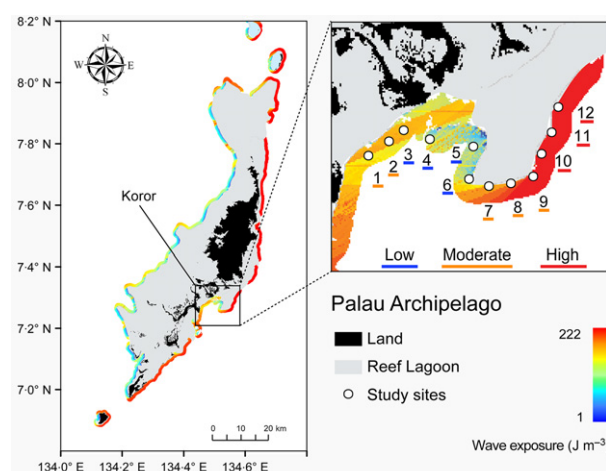 8·2˚ N
8·0˚ N
7·8˚ N
7·6˚ N
7·4˚ N
7·2˚ N
7·0˚ N
N
W E
S
Koror
0 10 20 km
134·0˚ E 134·2˚ E 134·4˚ E 134·6˚ E
1
2
3
4
5
6
7
8
9
10
11
12
Low Moderate High
Palau Archipelago
Land
Reef Lagoon
Study sites
222
1
Wave exposure (J m⁻³